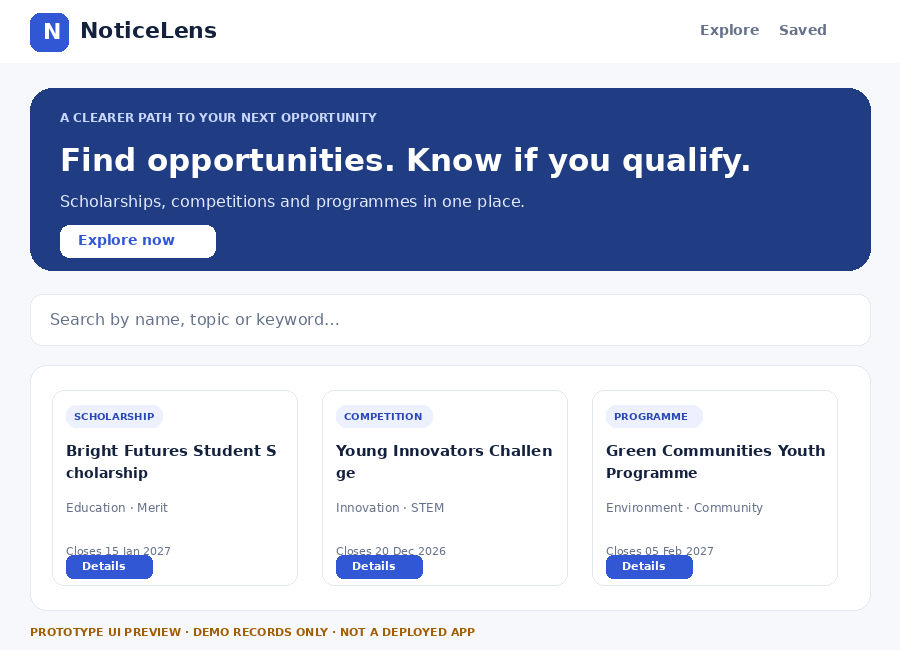 N NoticeLens Explore Saved
A CLEARER PATH TO YOUR NEXT OPPORTUNITY
Find opportunities. Know if you qualify.
Scholarships, competitions and programmes in one place.
Explore now
Search by name, topic or keyword...
SCHOLARSHIP
Bright Futures Student S
cholarship
Education · Merit
Closes 15 Jan 2027
Details
COMPETITION
Young Innovators Challen
ge
Innovation · STEM
Closes 20 Dec 2026
Details
PROGRAMME
Green Communities Youth
Programme
Environment · Community
Closes 05 Feb 2027
Details
PROTOTYPE UI PREVIEW · DEMO RECORDS ONLY · NOT A DEPLOYED APP